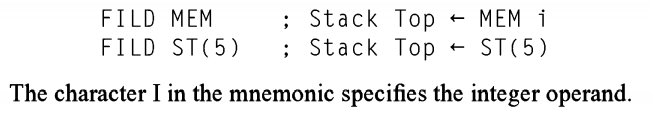 FILD MEM ; Stack Top ← MEM i
FILD ST(5) ; Stack Top ← ST(5)
The character I in the mnemonic specifies the integer operand.